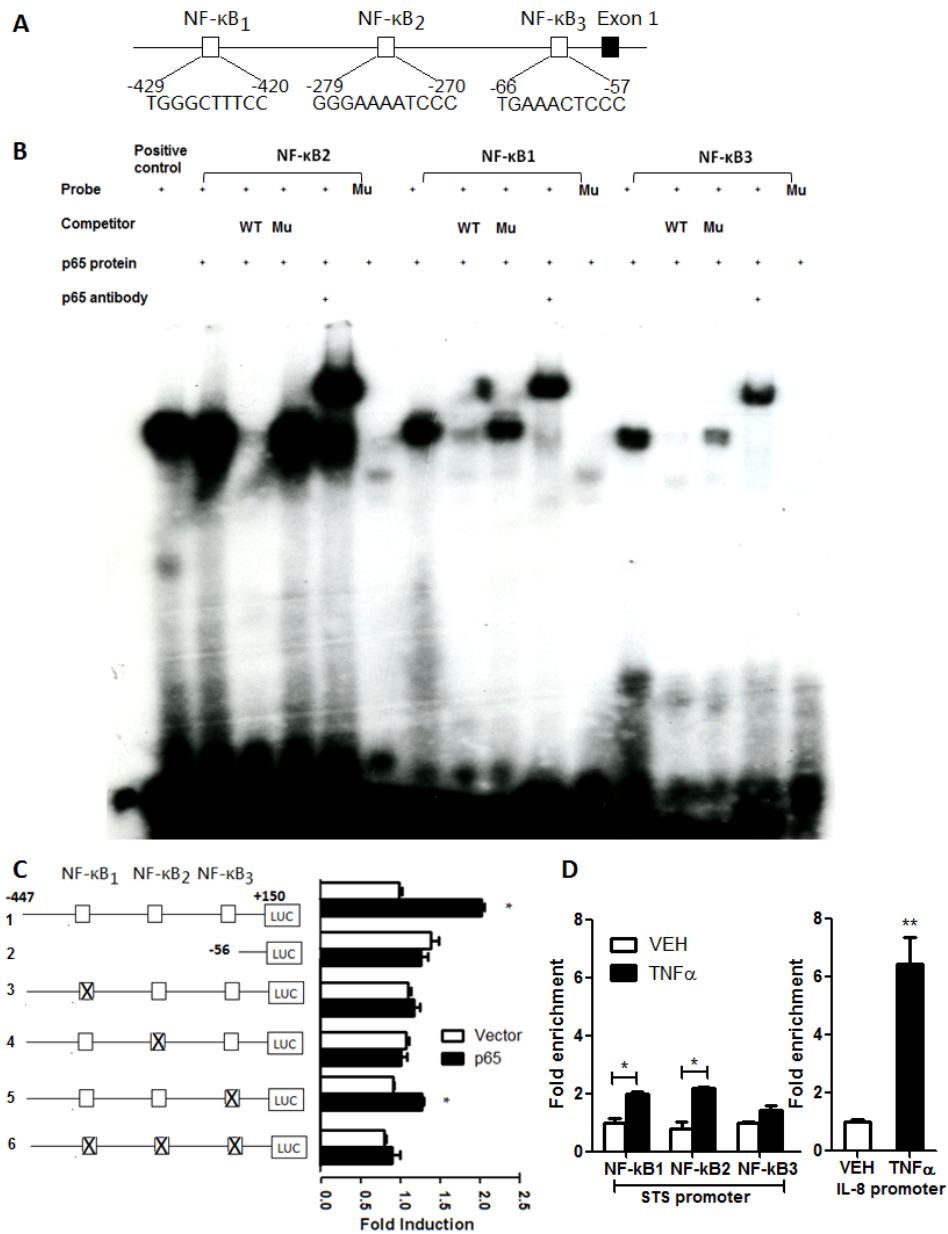 A
NF-κB1 NF-κB2 NF-κB3 Exon 1
-429 -420 -279 -270 -66 -57
TGGGCTTTCC GGGAAAATCCC TGAAACTCCC
B
Positive control NF-κB2 NF-κB1 NF-κB3
Probe + + + + + Mu + + + + Mu + + + + Mu
Competitor WT Mu WT Mu WT Mu
p65 protein + + + + + + + + + + + + + + +
p65 antibody + + +
C
NF-κB1 NF-κB2 NF-κB3
-447 +150
1 LUC *
2 -56 LUC
3 X LUC
4 X LUC
5 X LUC *
6 X X X LUC
Vector
p65
0.0 0.5 1.0 1.5 2.0 2.5
Fold Induction
D
Fold enrichment
8
6
4
2
0
VEH
TNFα
* *
NF-kB1 NF-kB2 NF-kB3
STS promoter
Fold enrichment
8
6
4
2
0
**
VEH TNFα
IL-8 promoter